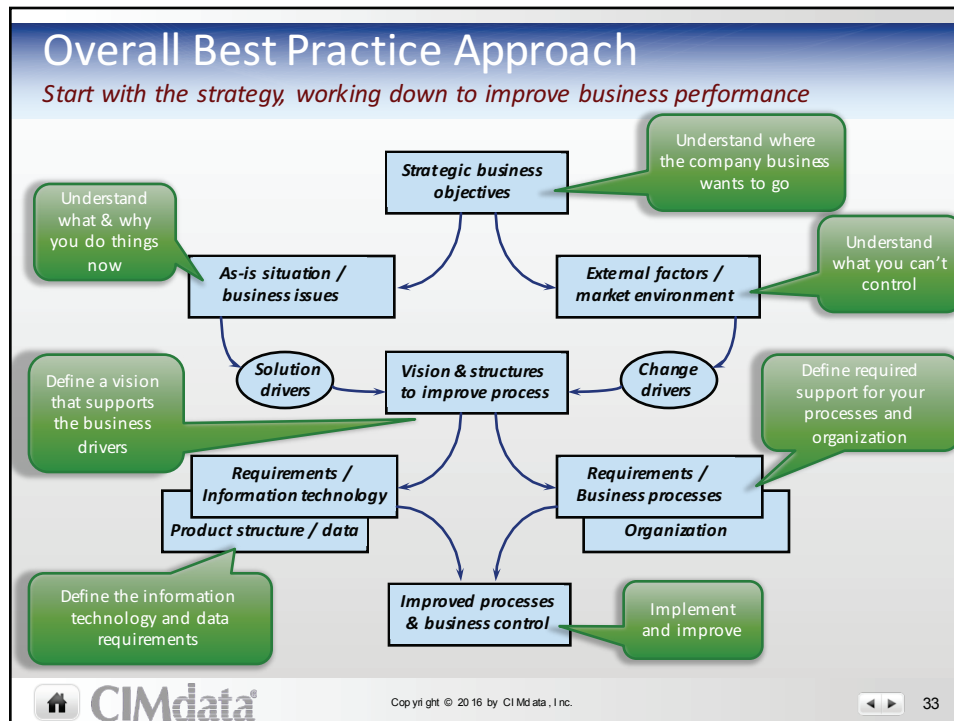 Overall Best Practice Approach
Start with the strategy, working down to improve business performance
Understand where
the company business
wants to go
Strategic business
objectives
Understand
what & why
you do things
now
Understand
what you can't
control
As-is situation /
business issues
External factors /
market environment
Solution
drivers
Vision & structures
to improve process
Change
drivers
Define a vision
that supports
the business
drivers
Define required
support for your
processes and
organization
Requirements /
Information technology
Product structure / data
Requirements /
Business processes
Organization
Define the information
technology and data
requirements
Improved processes
& business control
Implement
and improve
CIMdata®
Copyright © 2016 by CIMdata, Inc.
33